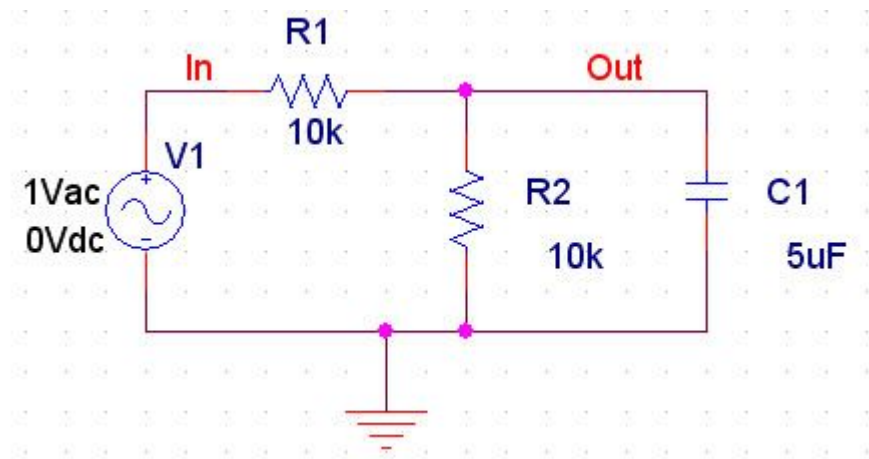 R1
In
Out
10k
V1
1Vac
0Vdc
R2
C1
10k
5uF